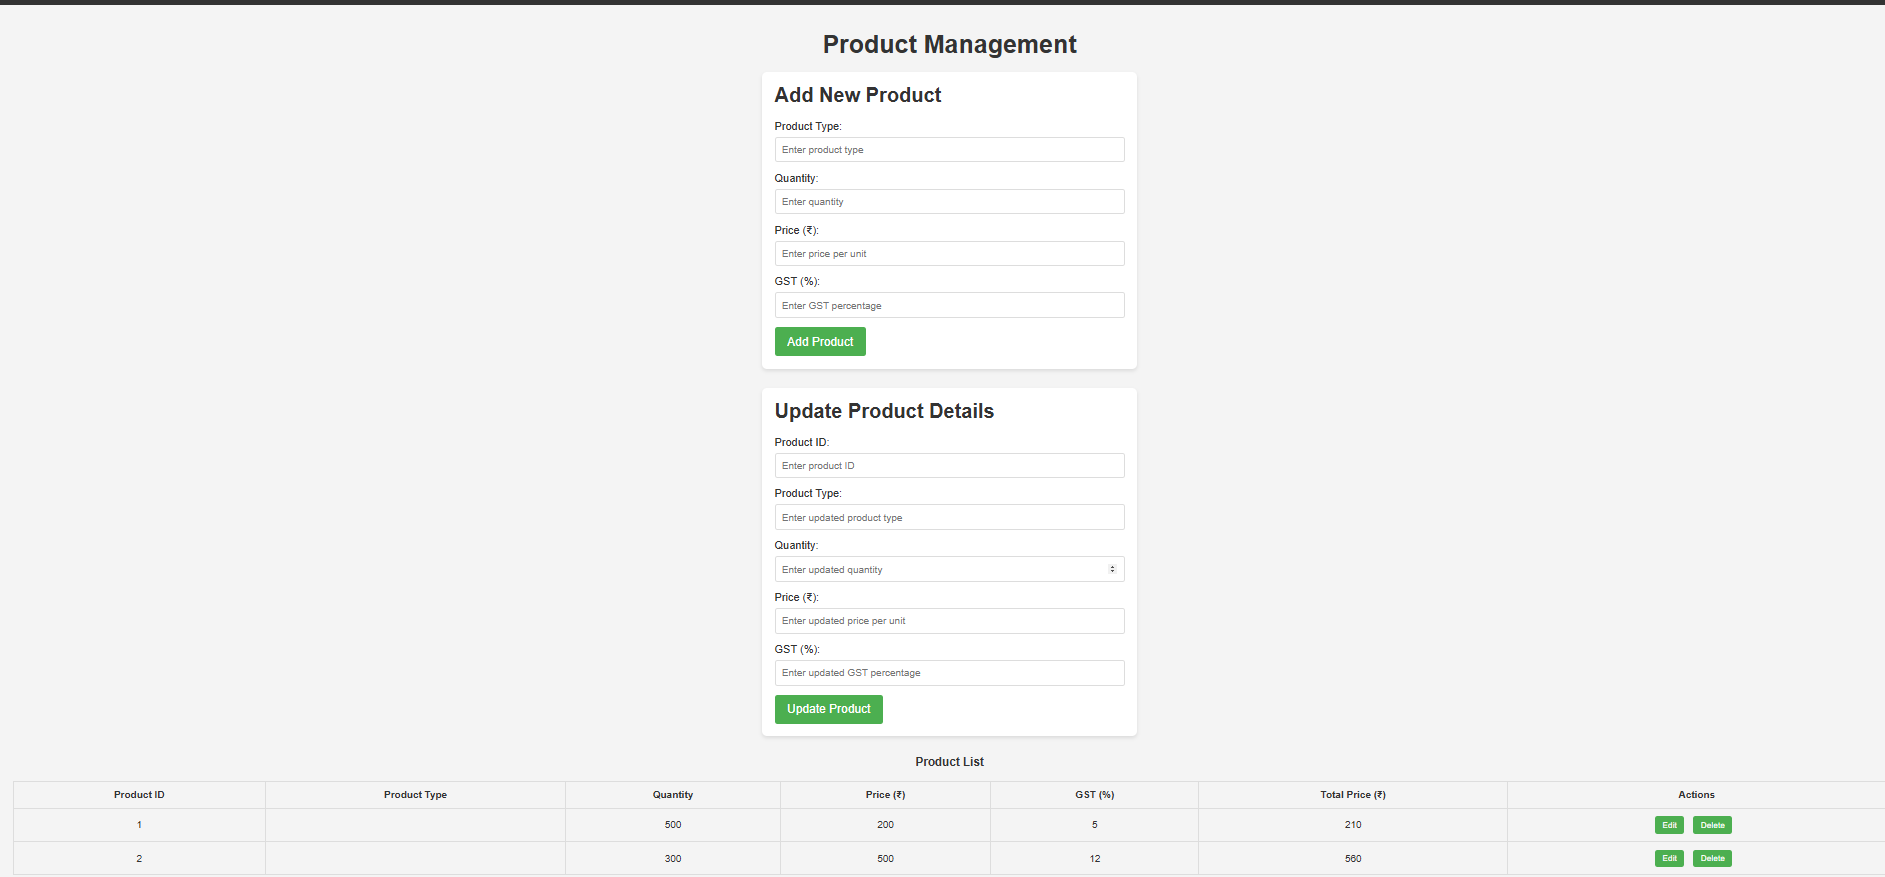 Product Management
Add New Product
Product Type:
Enter product type
Quantity:
Enter quantity
Price (₹):
Enter price per unit
GST (%):
Enter GST percentage
Add Product
Update Product Details
Product ID:
Enter product ID
Product Type:
Enter updated product type
Quantity:
Enter updated quantity
Price (₹):
Enter updated price per unit
GST (%):
Enter updated GST percentage
Update Product
Product List
Product ID Product Type Quantity Price (₹) GST (%) Total Price (₹) Actions
1 500 200 5 210 Edit Delete
2 300 500 12 560 Edit Delete